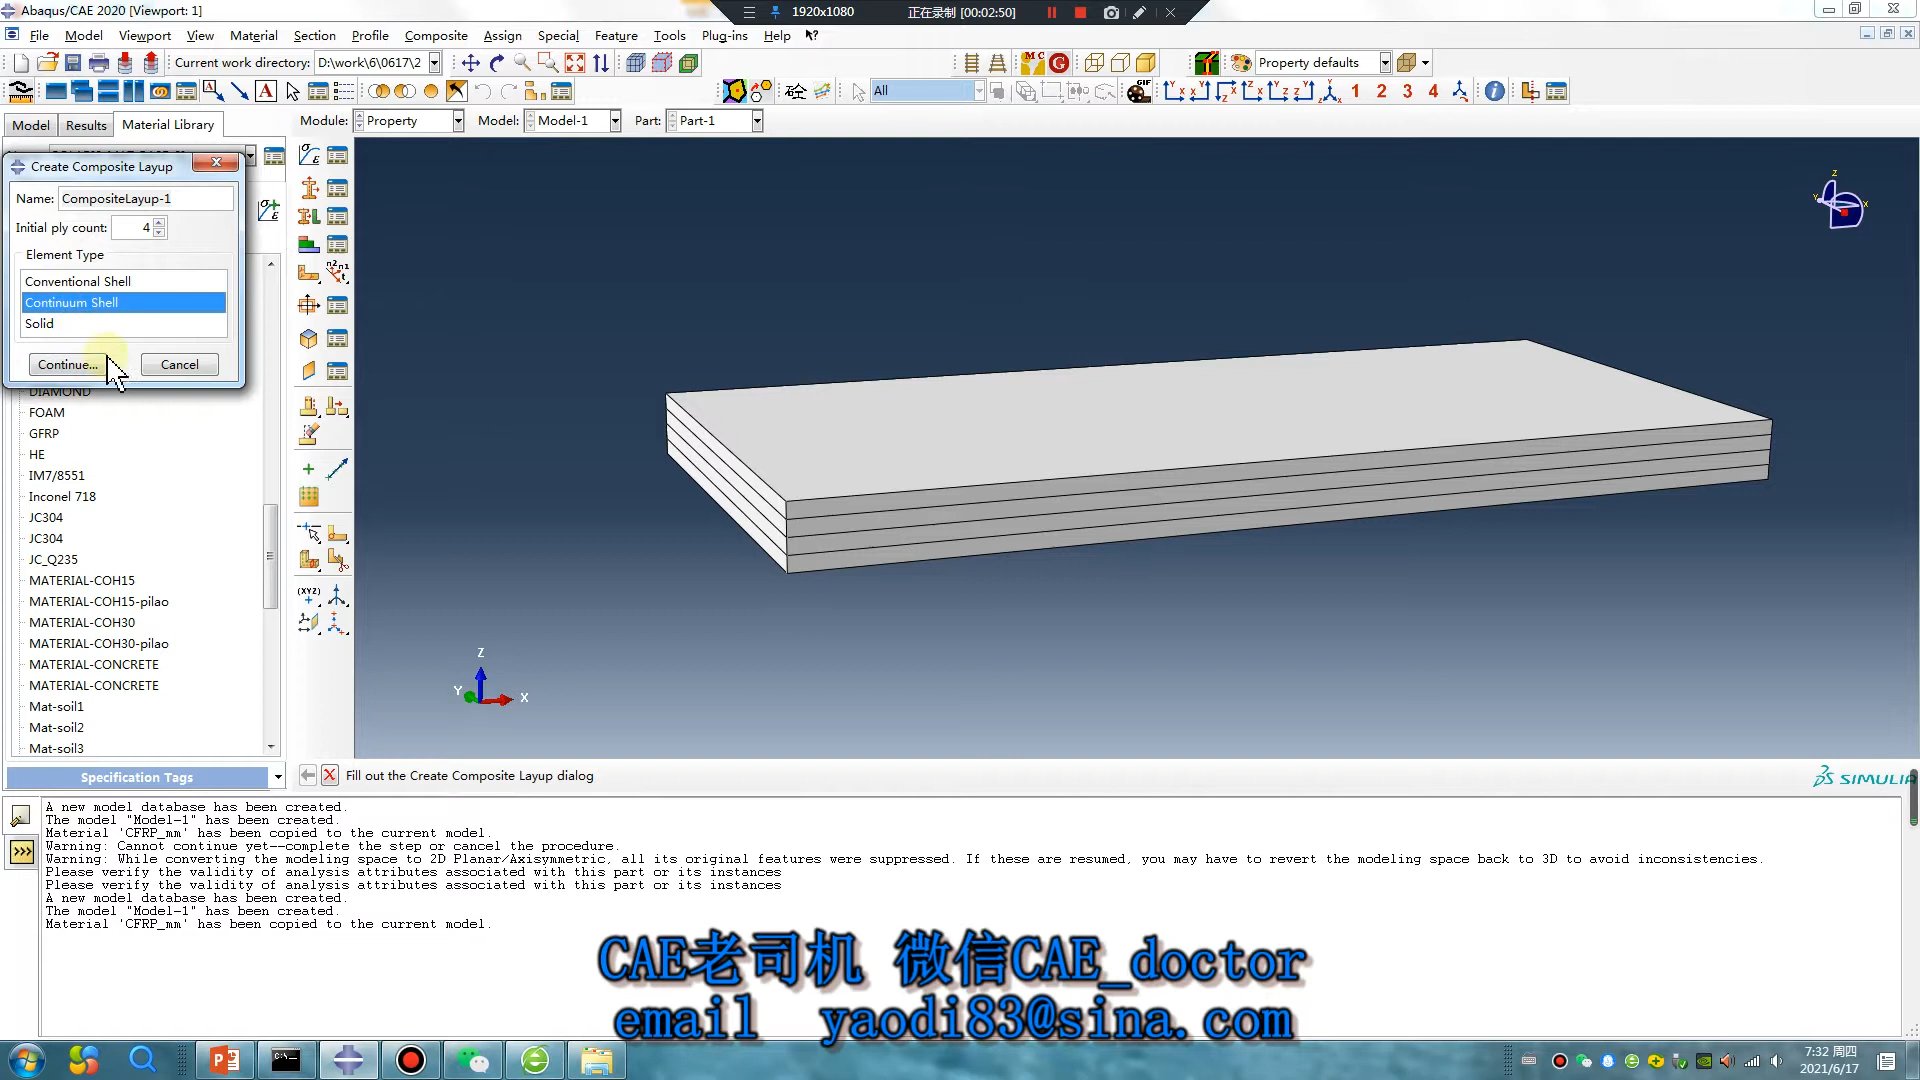 Abaqus/CAE 2020 [Viewport: 1]
1920x1080
正在录制 [00:02:50]
File Model Viewport View Material Section Profile Composite Assign Special Feature Tools Plug-ins Help
Current work directory: D:\work\6\0617\2
Property defaults
All
1 2 3 4
Model Results Material Library
Module: Property Model: Model-1 Part: Part-1
Create Composite Layup
Name: CompositeLayup-1
Initial ply count: 4
Element Type
Conventional Shell
Continuum Shell
Solid
Continue... Cancel
DIAMOND
FOAM
GFRP
HE
IM7/8551
Inconel 718
JC304
JC304
JC_Q235
MATERIAL-COH15
MATERIAL-COH15-pilao
MATERIAL-COH30
MATERIAL-COH30-pilao
MATERIAL-CONCRETE
MATERIAL-CONCRETE
Mat-soil1
Mat-soil2
Mat-soil3
Specification Tags
Z
Y
X
Z
Y
X
Fill out the Create Composite Layup dialog
SIMULIA
A new model database has been created.
The model "Model-1" has been created.
Material 'CFRP_mm' has been copied to the current model.
Warning: Cannot continue yet--complete the step or cancel the procedure.
Warning: While converting the modeling space to 2D Planar/Axisymmetric, all its original features were suppressed. If these are resumed, you may have to revert the modeling space back to 3D to avoid inconsistencies.
Please verify the validity of analysis attributes associated with this part or its instances
Please verify the validity of analysis attributes associated with this part or its instances
A new model database has been created.
The model "Model-1" has been created.
Material 'CFRP_mm' has been copied to the current model.
CAE老司机 微信CAE_doctor
email yaodi83@sina.com
7:32 周四
2021/6/17